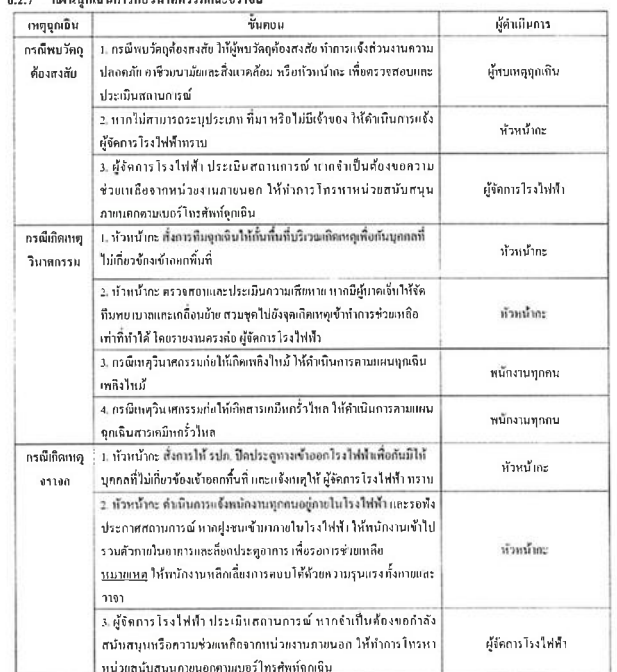 6.2.7 แผนฉุกเฉินการก่อวินาศกรรมและจราจล
เหตุฉุกเฉิน ขั้นตอน ผู้ดำเนินการ
กรณีพบวัตถุ
ต้องสงสัย
1. กรณีพบวัตถุต้องสงสัย ให้ผู้พบวัตถุต้องสงสัย ทำการแจ้งส่วนงานความ
ปลอดภัย อาชีวอนามัยและสิ่งแวดล้อม หรือหัวหน้ากะ เพื่อตรวจสอบและ
ประเมินสถานการณ์
ผู้พบเหตุฉุกเฉิน
2. หากไม่สามารถระบุประเภท ที่มา หรือไม่มีเจ้าของ ให้ดำเนินการแจ้ง
ผู้จัดการโรงไฟฟ้าทราบ
หัวหน้ากะ
3. ผู้จัดการโรงไฟฟ้า ประเมินสถานการณ์ หากจำเป็นต้องขอความ
ช่วยเหลือจากหน่วยงานภายนอก ให้ทำการโทรหาหน่วยสนับสนุน
ภายนอกตามเบอร์โทรศัพท์ฉุกเฉิน
ผู้จัดการโรงไฟฟ้า
กรณีเกิดเหตุ
วินาศกรรม
1. หัวหน้ากะ สั่งการทีมฉุกเฉินให้กั้นพื้นที่บริเวณเกิดเหตุเพื่อกันบุคคลที่
ไม่เกี่ยวข้องเข้าออกพื้นที่
หัวหน้ากะ
2. หัวหน้ากะ ตรวจสอบและประเมินความเสียหาย หากมีผู้บาดเจ็บให้จัด
ทีมพยาบาลและเคลื่อนย้าย สวมชุดไปยังจุดเกิดเหตุเข้าทำการช่วยเหลือ
เท่าที่ทำได้ โดยรายงานตรงต่อ ผู้จัดการโรงไฟฟ้า
หัวหน้ากะ
3. กรณีเหตุวินาศกรรมก่อให้เกิดเพลิงไหม้ ให้ดำเนินการตามแผนฉุกเฉิน
เพลิงไหม้
พนักงานทุกคน
4. กรณีเหตุวินาศกรรมก่อให้เกิดสารเคมีหกรั่วไหล ให้ดำเนินการตามแผน
ฉุกเฉินสารเคมีหกรั่วไหล
พนักงานทุกคน
กรณีเกิดเหตุ
จราจล
1. หัวหน้ากะ สั่งการให้ รปภ. ปิดประตูทางเข้าออกโรงไฟฟ้าเพื่อกันมิให้
บุคคลที่ไม่เกี่ยวข้องเข้าออกพื้นที่ และแจ้งเหตุให้ ผู้จัดการโรงไฟฟ้า ทราบ
หัวหน้ากะ
2. หัวหน้ากะ ดำเนินการแจ้งพนักงานทุกคนอยู่ภายในโรงไฟฟ้า และรอฟัง
ประกาศสถานการณ์ หากฝูงชนเข้ามาภายในโรงไฟฟ้า ให้พนักงานเข้าไป
รวมตัวภายในอาคารและล็อกประตูอาคาร เพื่อรอการช่วยเหลือ
หมายเหตุ ให้พนักงานหลีกเลี่ยงการตอบโต้ด้วยความรุนแรงทั้งกายและ
วาจา
หัวหน้ากะ
3. ผู้จัดการโรงไฟฟ้า ประเมินสถานการณ์ หากจำเป็นต้องขอกำลัง
สนับสนุนหรือความช่วยเหลือจากหน่วยงานภายนอก ให้ทำการโทรหา
หน่วยสนับสนุนภายนอกตามเบอร์โทรศัพท์ฉุกเฉิน
ผู้จัดการโรงไฟฟ้า